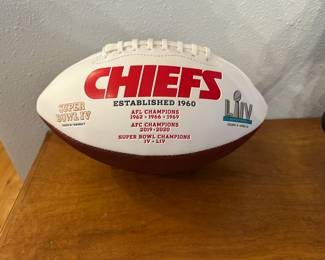 CHIEFS
ESTABLISHED 1960
AFL CHAMPIONS
1962 • 1966 • 1969
AFC CHAMPIONS
2019 • 2020
SUPER BOWL CHAMPIONS
IV • LIV
SUPER
BOWL IV
LIV